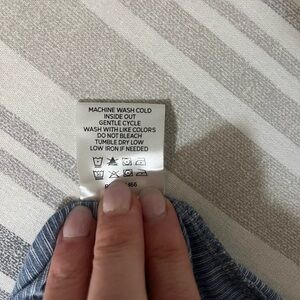 MACHINE WASH COLD
INSIDE OUT
GENTLE CYCLE
WASH WITH LIKE COLORS
DO NOT BLEACH
TUMBLE DRY LOW
LOW IRON IF NEEDED